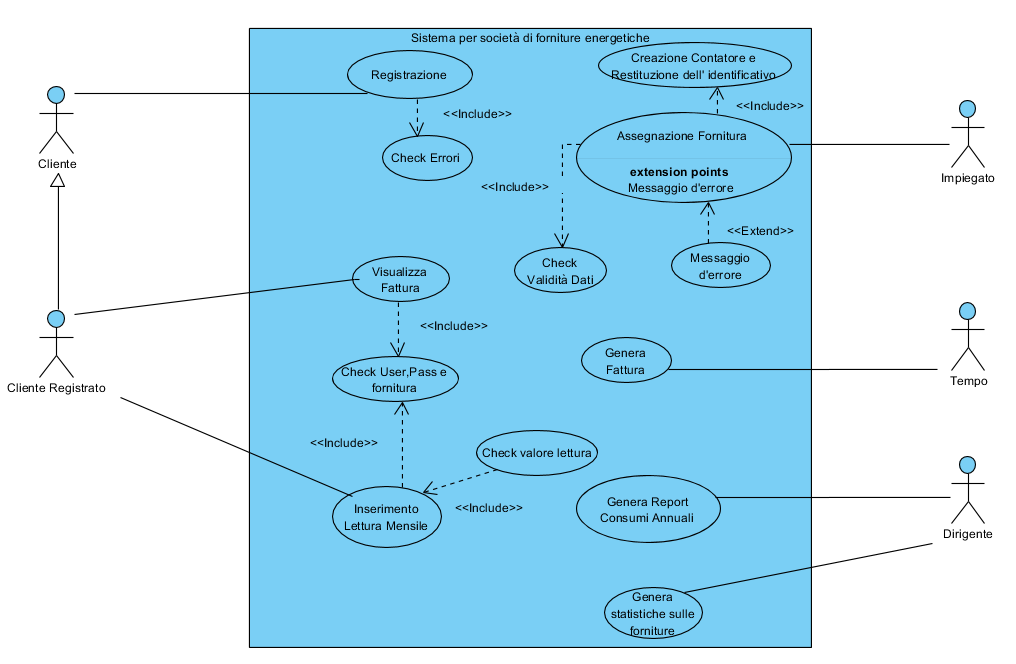 Sistema per società di forniture energetiche
Registrazione
Creazione Contatore e
Restituzione dell' identificativo
<<Include>>
<<Include>>
Assegnazione Fornitura
Cliente
Check Errori
extension points
Messaggio d'errore
Impiegato
<<Include>>
<<Extend>>
Check
Validità Dati
Messaggio
d'errore
Visualizza
Fattura
<<Include>>
Genera
Fattura
Cliente Registrato
Check User,Pass e
fornitura
Tempo
<<Include>>
Check valore lettura
Inserimento
Lettura Mensile
<<Include>>
Genera Report
Consumi Annuali
Dirigente
Genera
statistiche sulle
forniture